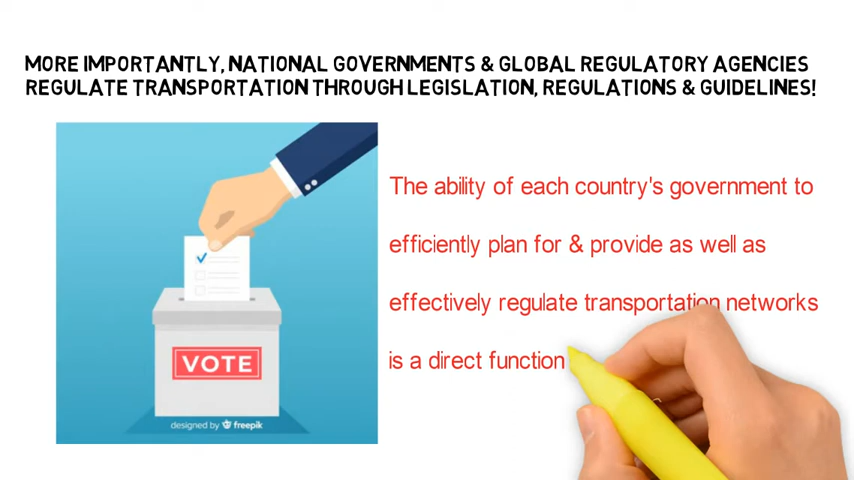 MORE IMPORTANTLY, NATIONAL GOVERNMENTS & GLOBAL REGULATORY AGENCIES
REGULATE TRANSPORTATION THROUGH LEGISLATION, REGULATIONS & GUIDELINES!
The ability of each country's government to
efficiently plan for & provide as well as
effectively regulate transportation networks
is a direct function
VOTE
designed by freepik